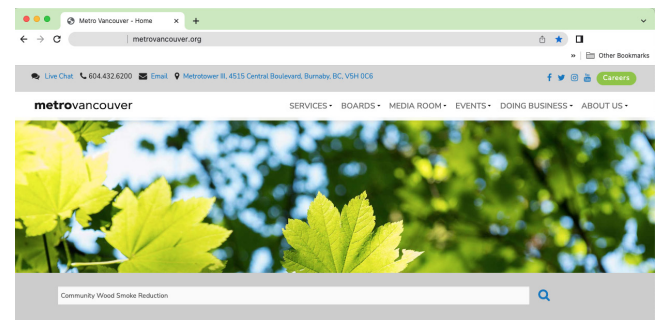 Metro Vancouver - Home
metrovancouver.org
» Other Bookmarks
Live Chat 604.432.6200 Email Metrotower III, 4515 Central Boulevard, Burnaby, BC, V5H 0C6 Careers
metrovancouver SERVICES BOARDS MEDIA ROOM EVENTS DOING BUSINESS ABOUT US
Community Wood Smoke Reduction